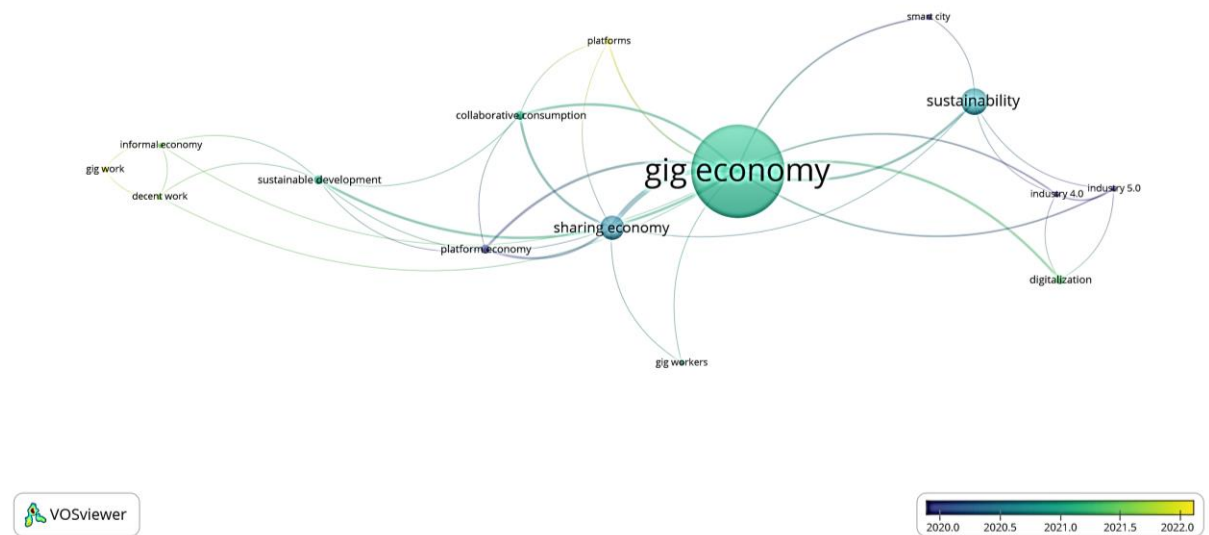 smart city
platforms
sustainability
collaborative consumption
informal economy
gig work
gig economy
sustainable development
industry 5.0
industry 4.0
decent work
sharing economy
platform economy
digitalization
gig workers
VOSviewer
2020.0 2020.5 2021.0 2021.5 2022.0